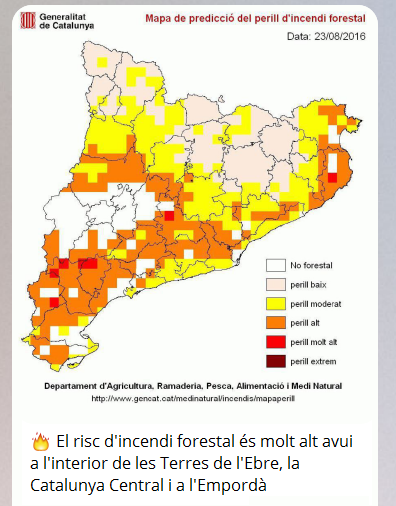 Generalitat
de Catalunya
Mapa de predicció del perill d'incendi forestal
Data: 23/08/2016
No forestal
perill baix
perill moderat
perill alt
perill molt alt
perill extrem
Departament d'Agricultura, Ramaderia, Pesca, Alimentació i Medi Natural
http://www.gencat.cat/medinatural/incendis/mapaperill
🔥 El risc d'incendi forestal és molt alt avui
a l'interior de les Terres de l'Ebre, la
Catalunya Central i a l'Empordà